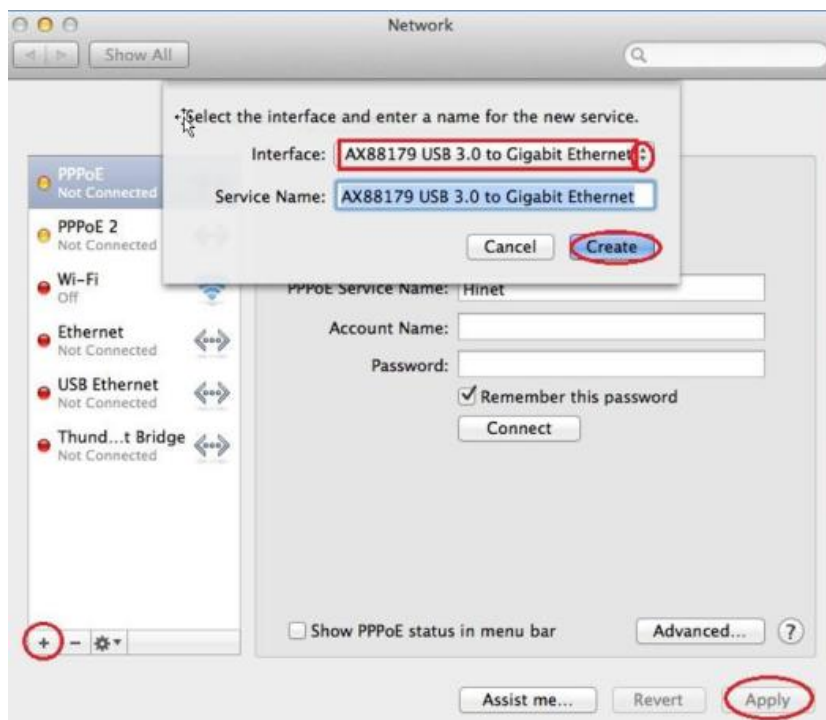 Network
Show All
Select the interface and enter a name for the new service.
Interface: AX88179 USB 3.0 to Gigabit Ethernet
Service Name: AX88179 USB 3.0 to Gigabit Ethernet
Cancel Create
PPPoE
Not Connected
PPPoE 2
Not Connected
Wi-Fi
Off
Ethernet
Not Connected
USB Ethernet
Not Connected
Thund...t Bridge
Not Connected
PPPoE Service Name: Hinet
Account Name:
Password:
Remember this password
Connect
+ −
Show PPPoE status in menu bar
Advanced... ?
Assist me... Revert Apply